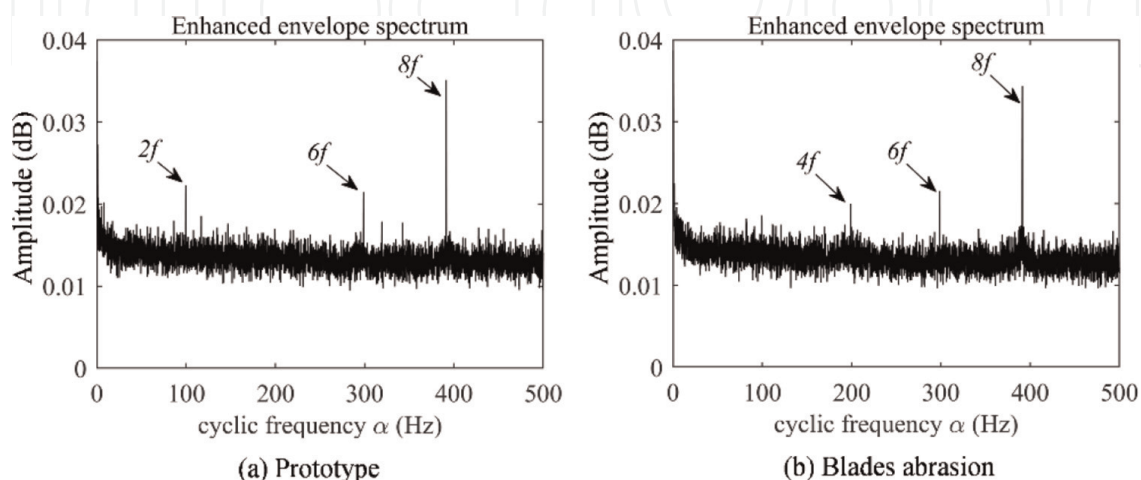 Enhanced envelope spectrum
0.04
0.03
0.02
0.01
0
Amplitude (dB)
2f
6f
8f
0 100 200 300 400 500
cyclic frequency α (Hz)
(a) Prototype
Enhanced envelope spectrum
0.04
0.03
0.02
0.01
0
Amplitude (dB)
4f
6f
8f
0 100 200 300 400 500
cyclic frequency α (Hz)
(b) Blades abrasion